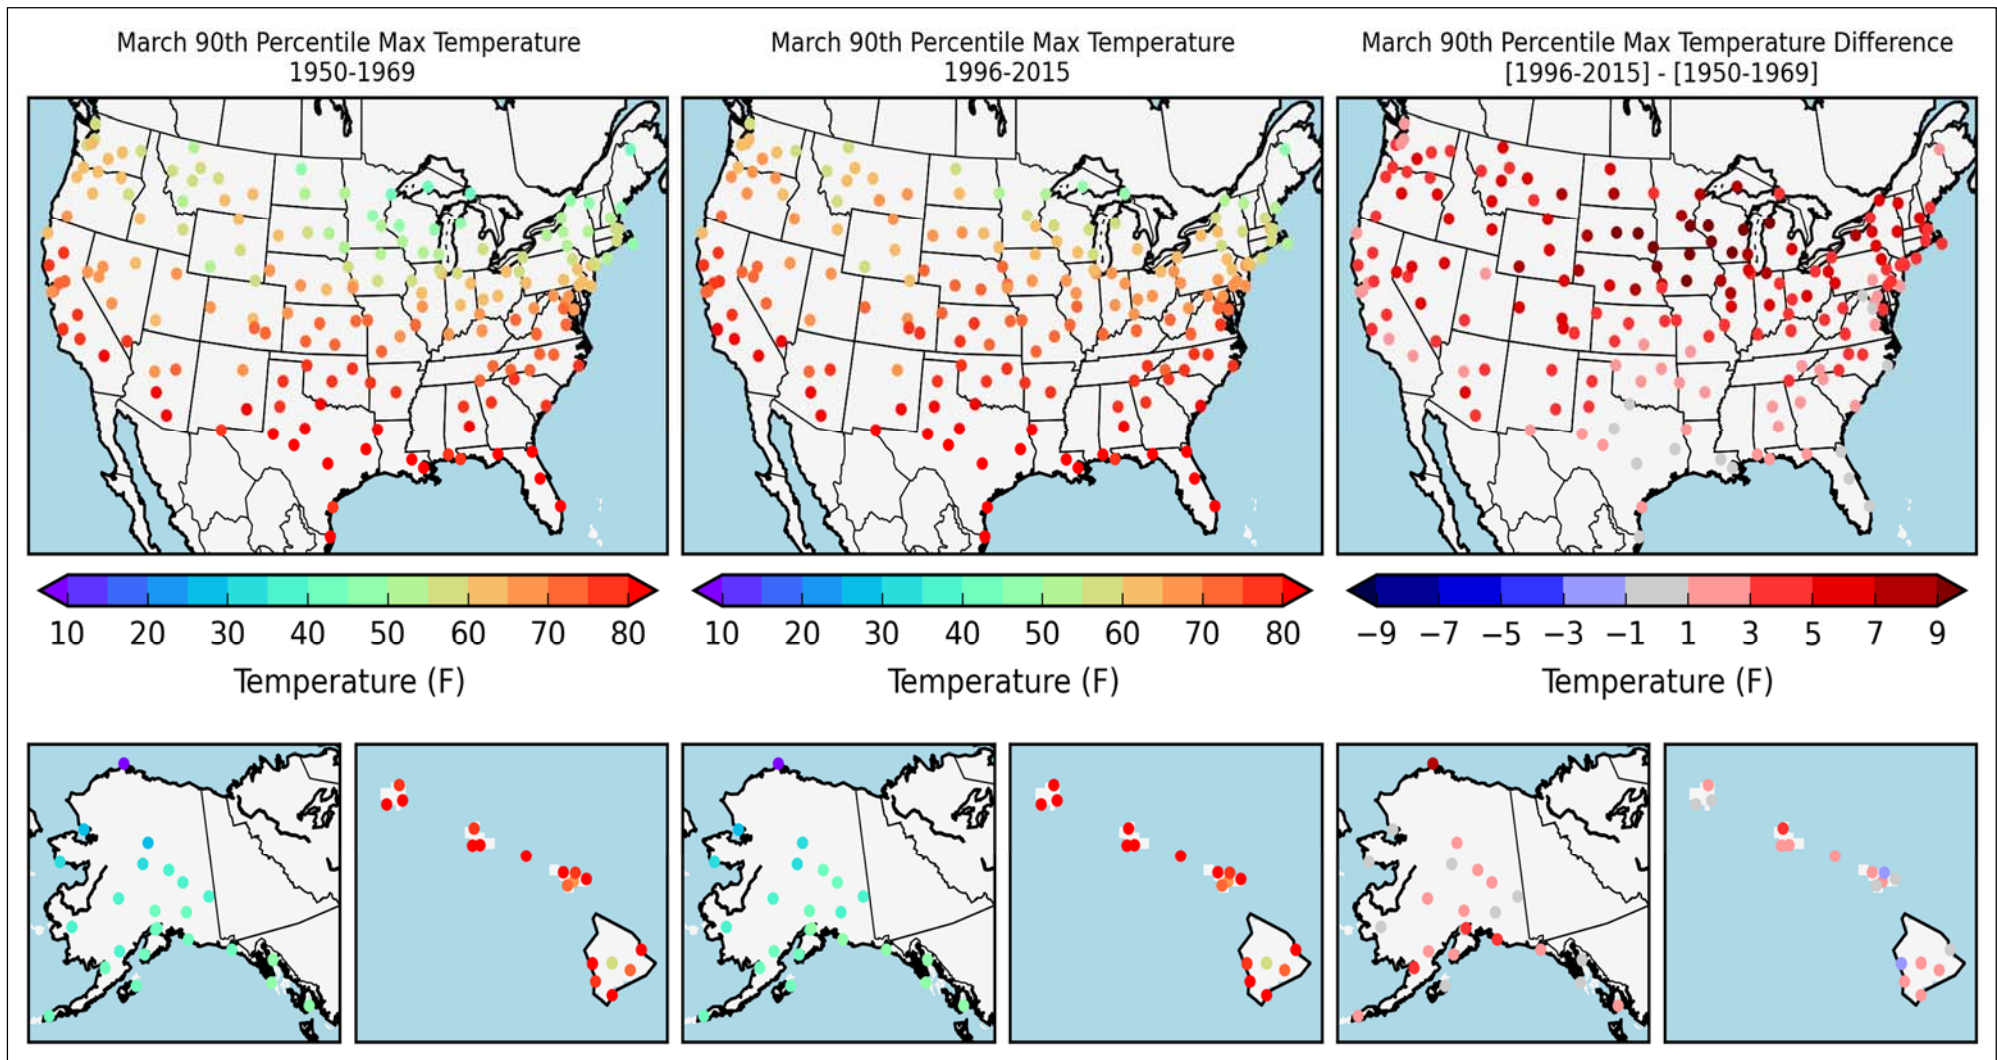 March 90th Percentile Max Temperature
1950-1969
March 90th Percentile Max Temperature
1996-2015
March 90th Percentile Max Temperature Difference
[1996-2015] - [1950-1969]
10 20 30 40 50 60 70 80
Temperature (F)
10 20 30 40 50 60 70 80
Temperature (F)
−9 −7 −5 −3 −1 1 3 5 7 9
Temperature (F)